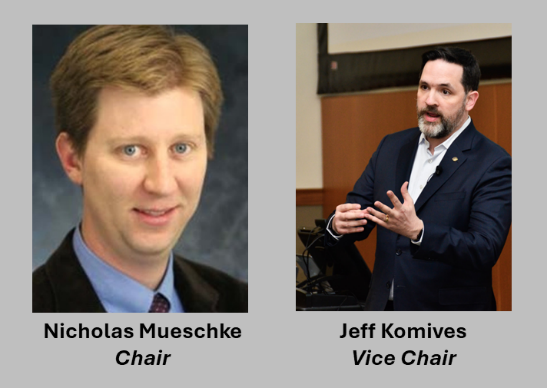 Nicholas Mueschke
Chair
Jeff Komives
Vice Chair